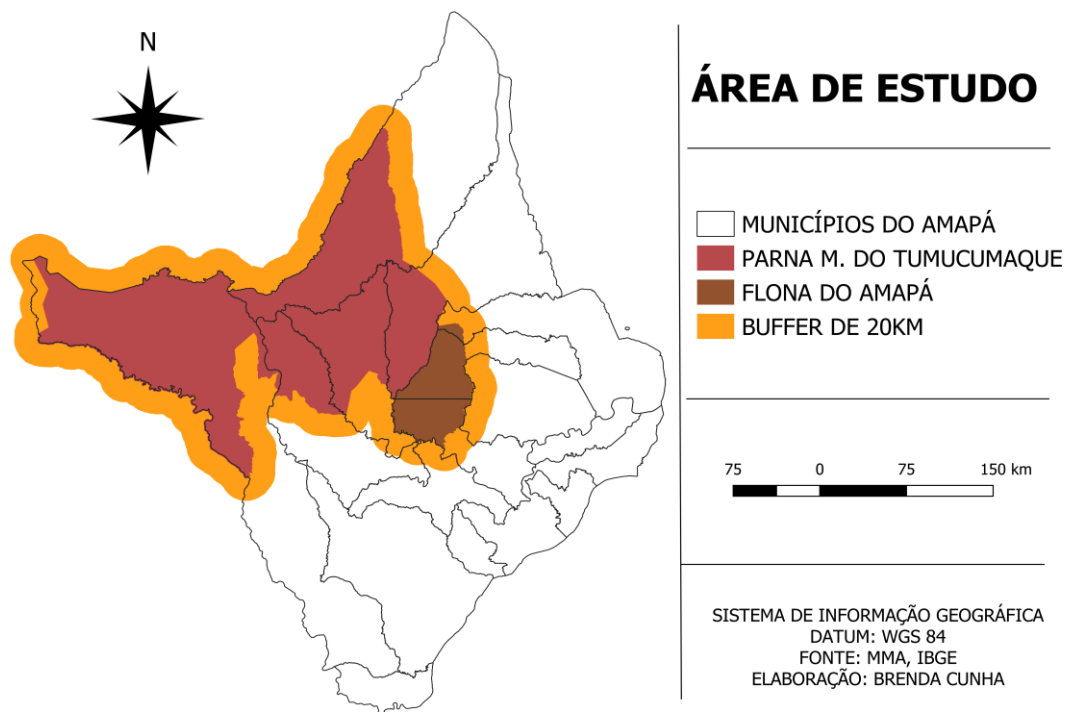 N
ÁREA DE ESTUDO
MUNICÍPIOS DO AMAPÁ
PARNA M. DO TUMUCUMAQUE
FLONA DO AMAPÁ
BUFFER DE 20KM
75 0 75 150 km
SISTEMA DE INFORMAÇÃO GEOGRÁFICA
DATUM: WGS 84
FONTE: MMA, IBGE
ELABORAÇÃO: BRENDA CUNHA